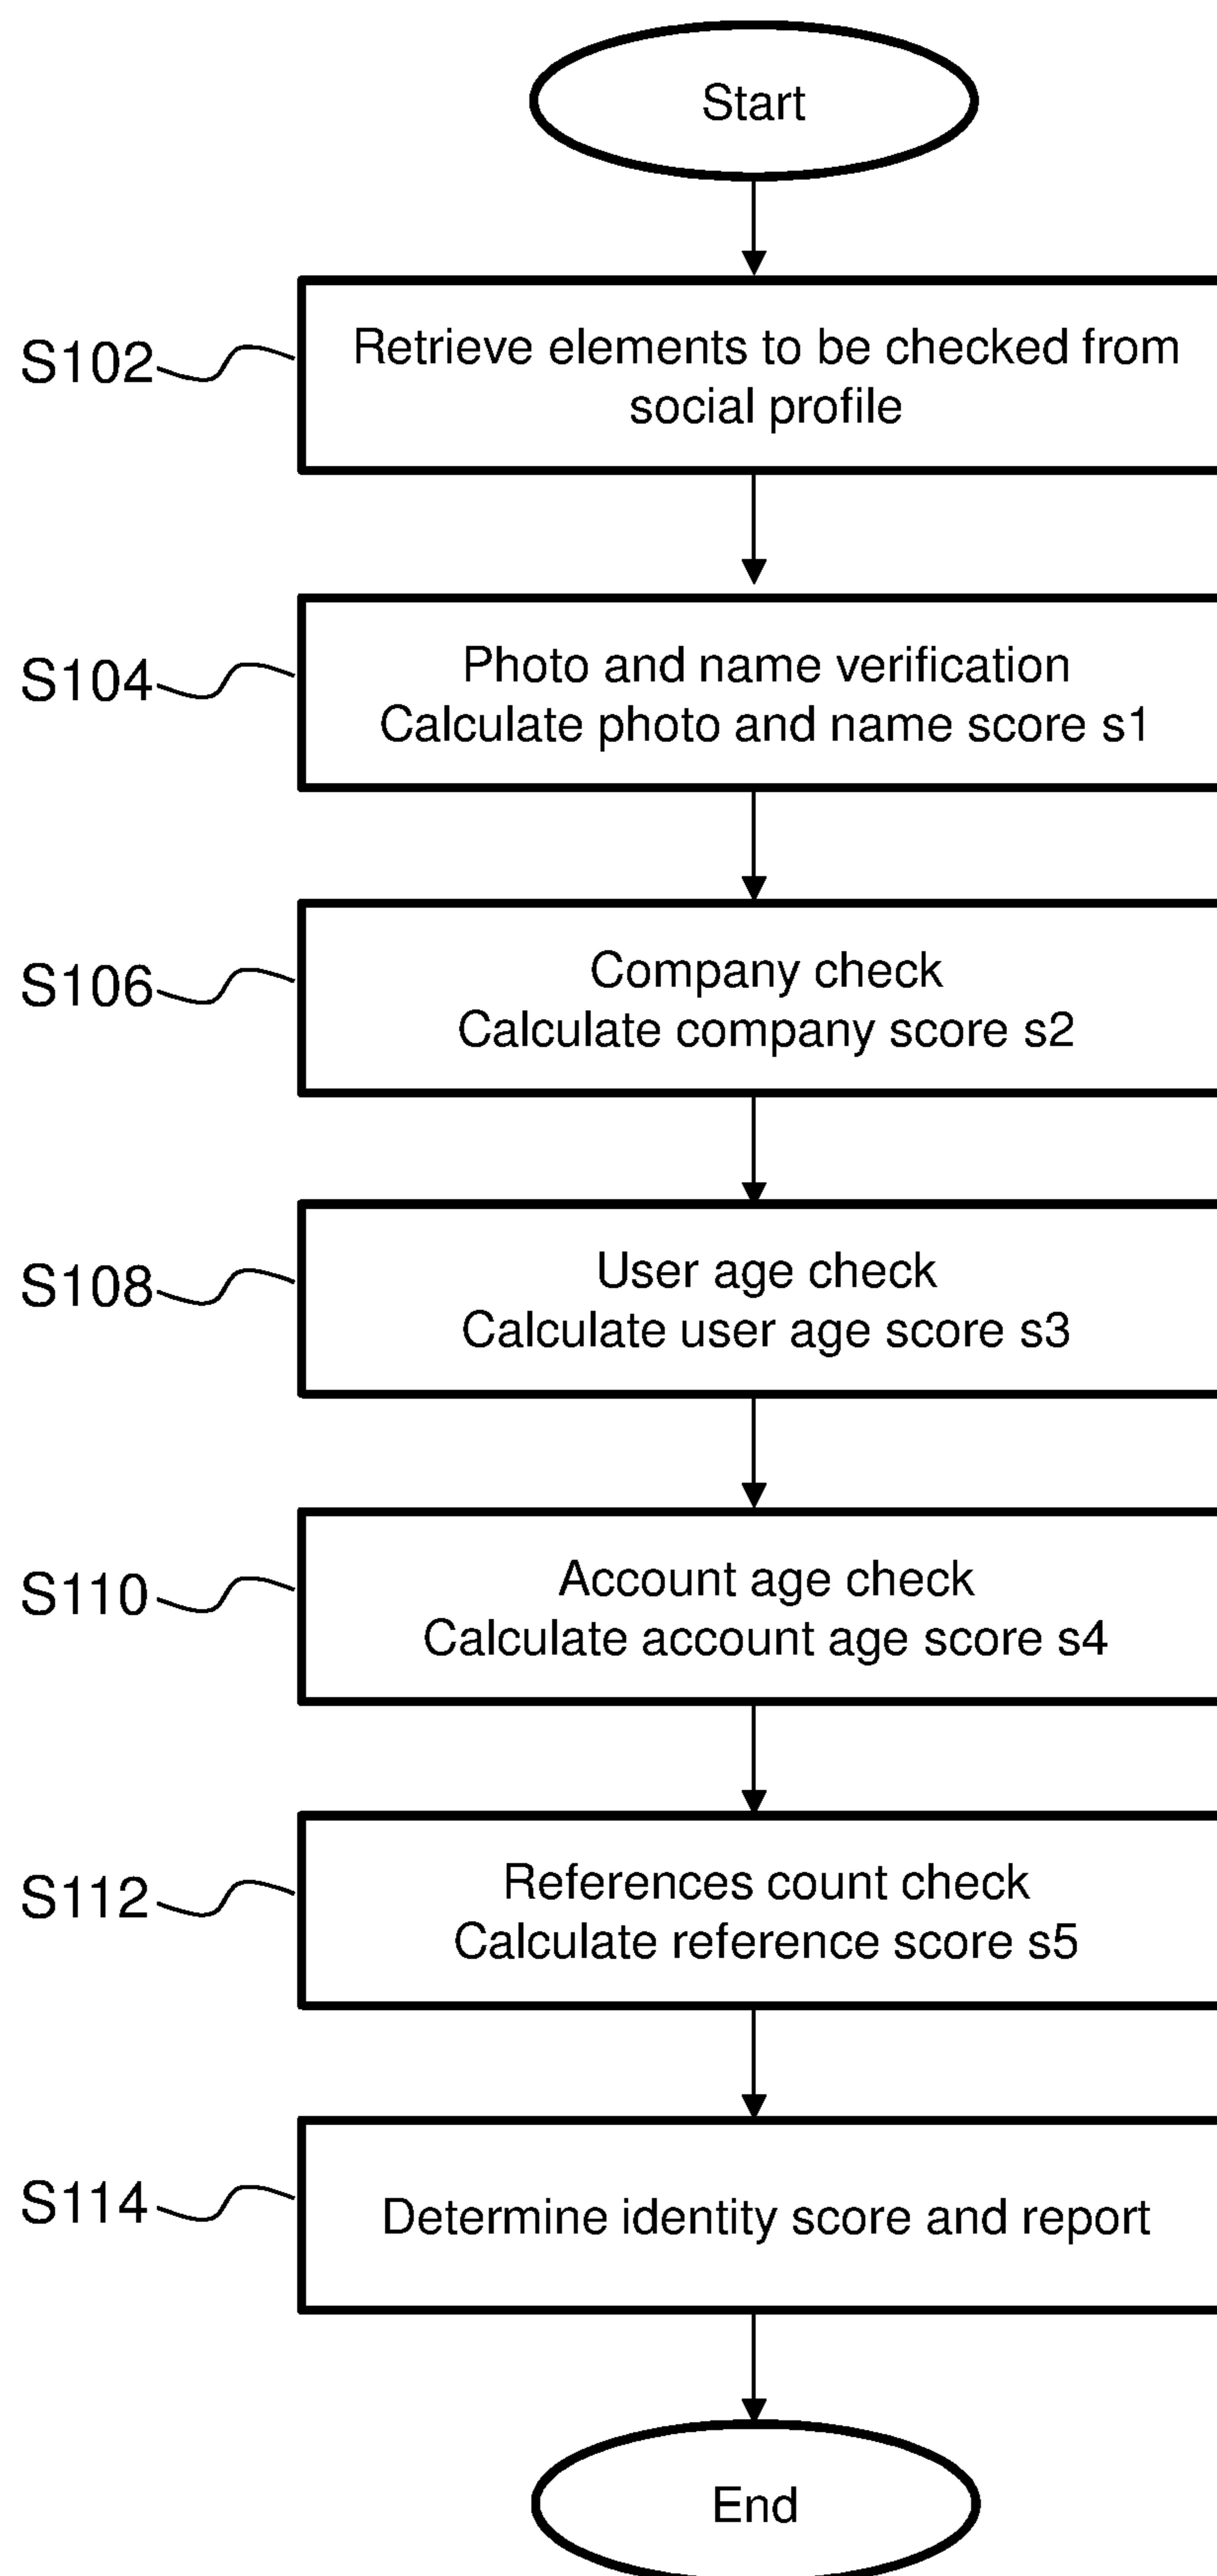 Start
S102
Retrieve elements to be checked from
social profile
S104
Photo and name verification
Calculate photo and name score s1
S106
Company check
Calculate company score s2
S108
User age check
Calculate user age score s3
S110
Account age check
Calculate account age score s4
S112
References count check
Calculate reference score s5
S114
Determine identity score and report
End